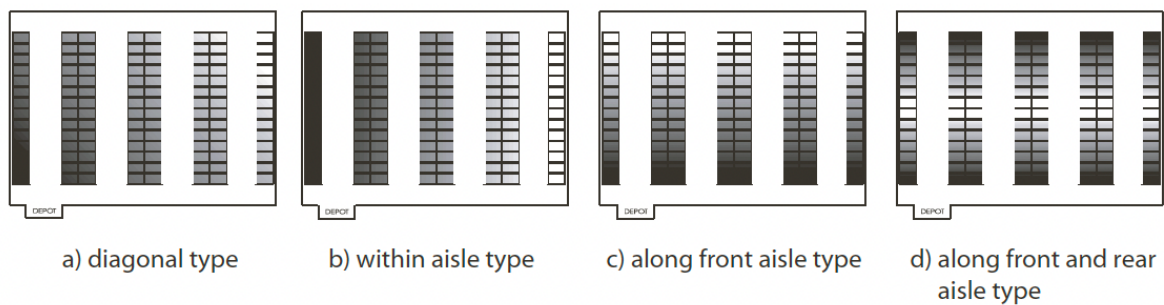 DEPOT
DEPOT
DEPOT
DEPOT
a) diagonal type
b) within aisle type
c) along front aisle type
d) along front and rear
aisle type